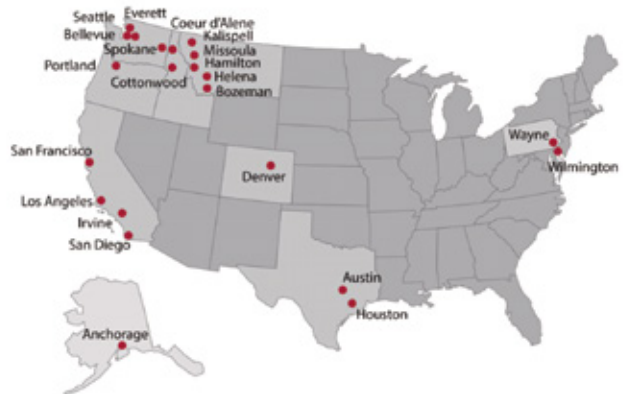 Seattle
Everett
Bellevue
Coeur d'Alene
Kalispell
Spokane
Missoula
Portland
Hamilton
Cottonwood
Helena
Bozeman
Wayne
San Francisco
Denver
Wilmington
Los Angeles
Irvine
San Diego
Austin
Houston
Anchorage